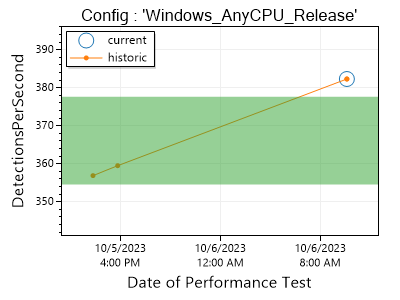 Config : 'Windows_AnyCPU_Release'
current
historic
DetectionsPerSecond
390
380
370
360
350
10/5/2023
4:00 PM
10/6/2023
12:00 AM
10/6/2023
8:00 AM
Date of Performance Test